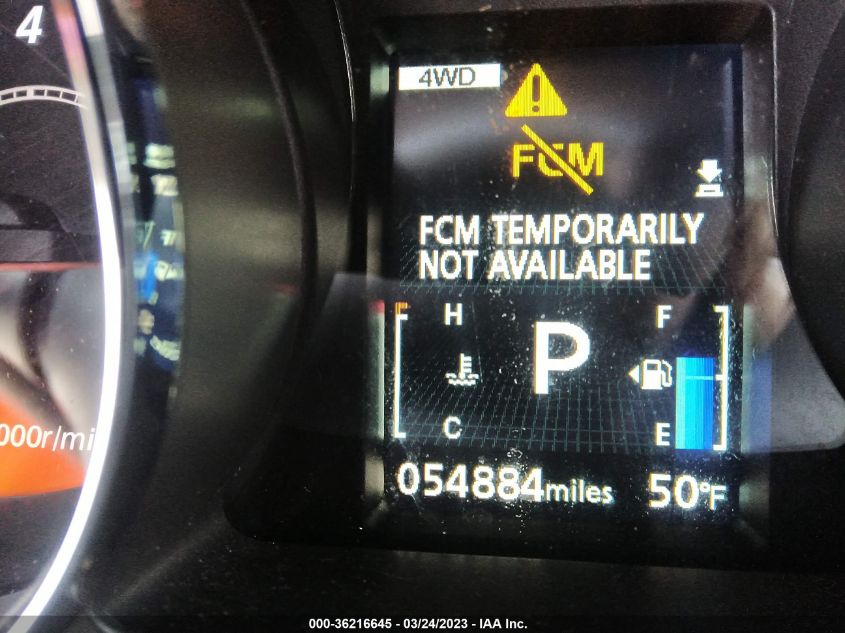 4
000r/mi
4WD
FCM
FCM TEMPORARILY
NOT AVAILABLE
H
P
F
C
E
054884miles
50°F
000-36216645 - 03/24/2023 - IAA Inc.